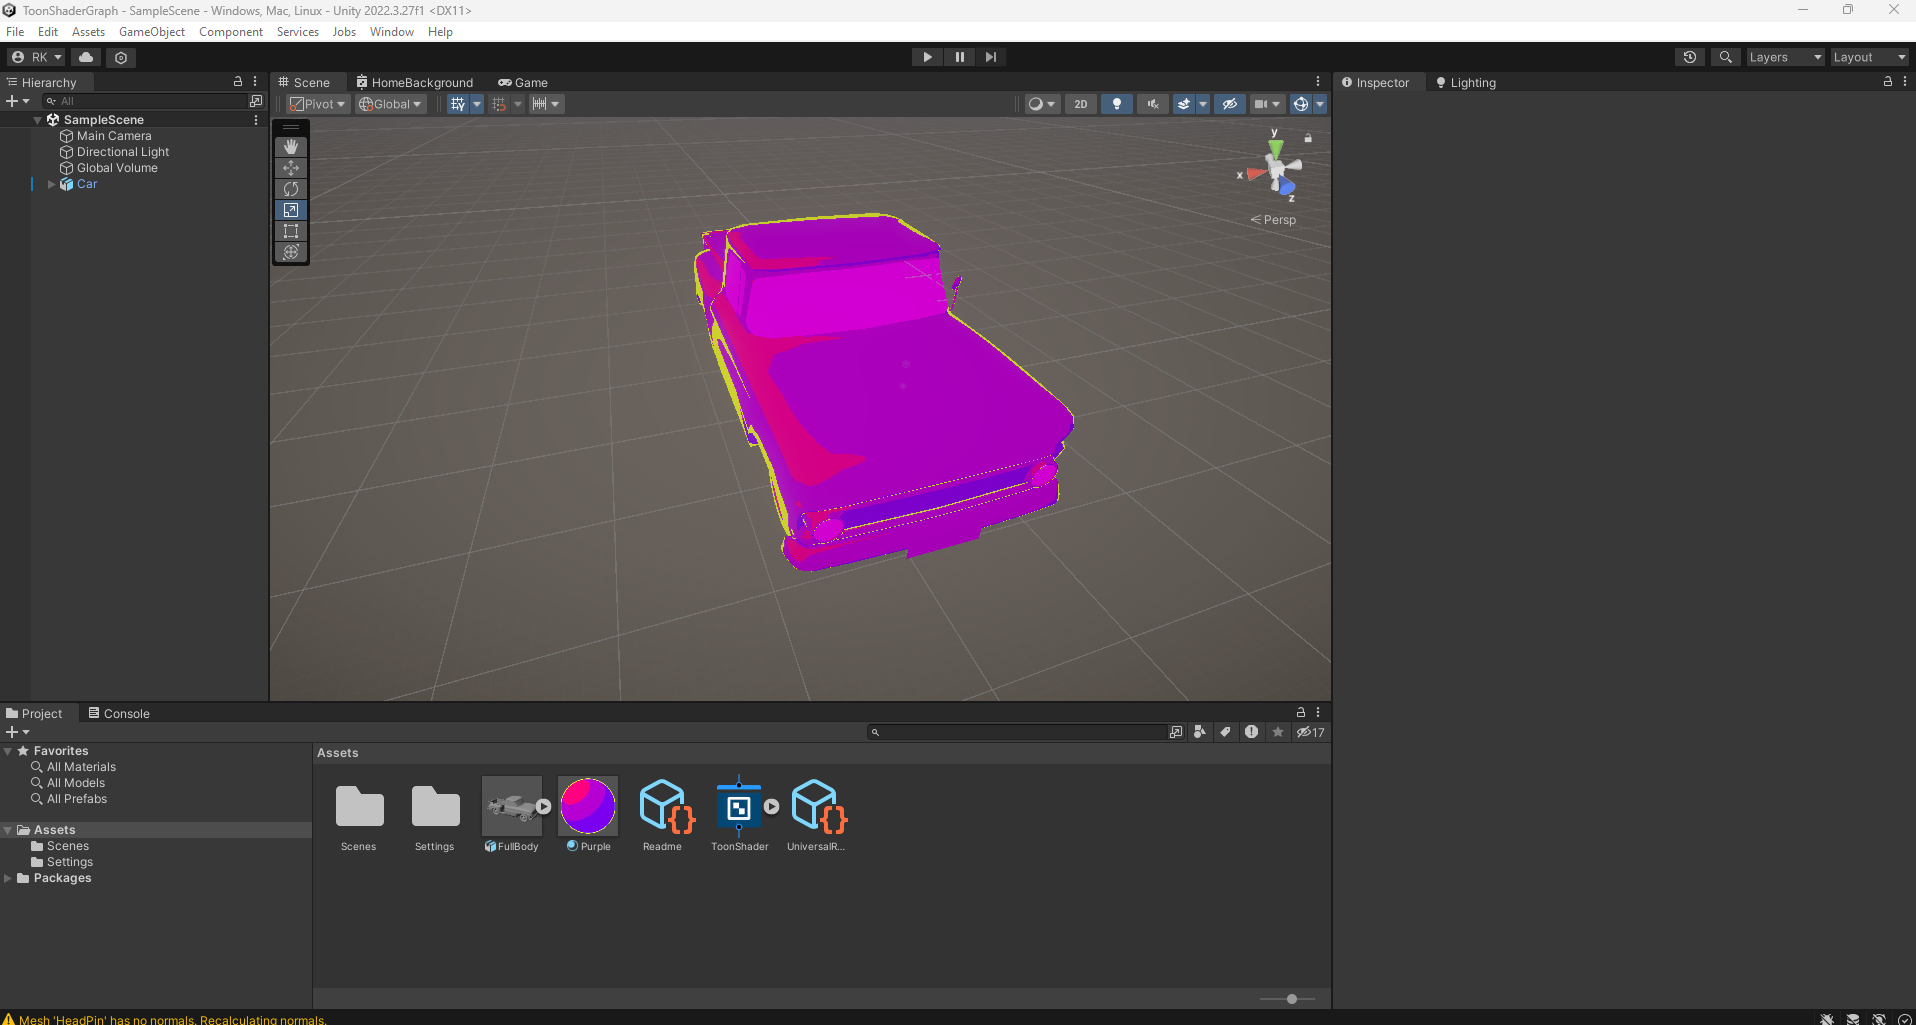 ToonShaderGraph - SampleScene - Windows, Mac, Linux - Unity 2022.3.27f1 <DX11>
File Edit Assets GameObject Component Services Jobs Window Help
RK
Layers Layout
Hierarchy
Scene HomeBackground Game
Inspector Lighting
All
Pivot Global 2D
SampleScene
Main Camera
Directional Light
Global Volume
Car
y
x
z
Persp
Project Console
17
Favorites
All Materials
All Models
All Prefabs
Assets
Scenes
Settings
Packages
Assets
Scenes Settings FullBody Purple Readme ToonShader UniversalR...
Mesh 'HeadPin' has no normals. Recalculating normals.